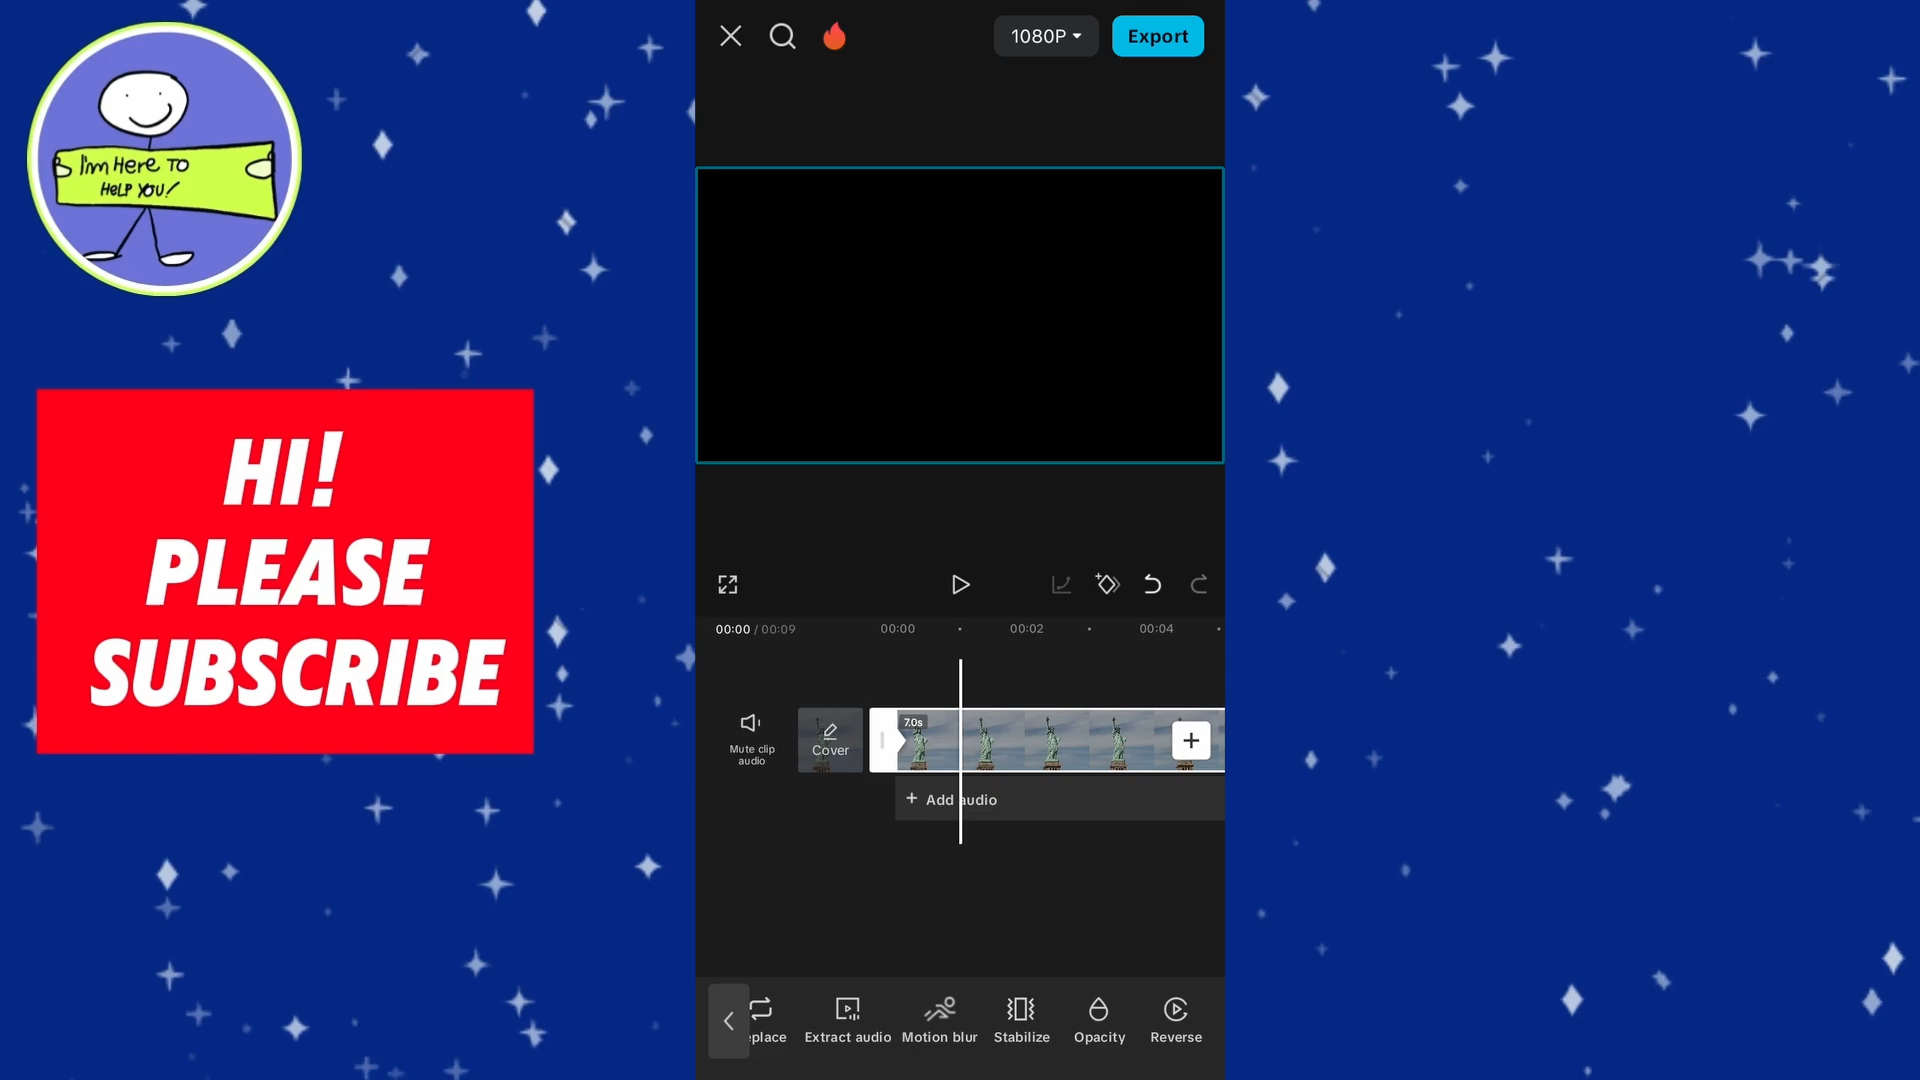 I'm HERE TO
HELP YOU!
HI!
PLEASE
SUBSCRIBE
1080P
Export
00:00 / 00:09
00:00
00:02
00:04
Mute clip
audio
Cover
7.0s
+ Add audio
eplace
Extract audio
Motion blur
Stabilize
Opacity
Reverse